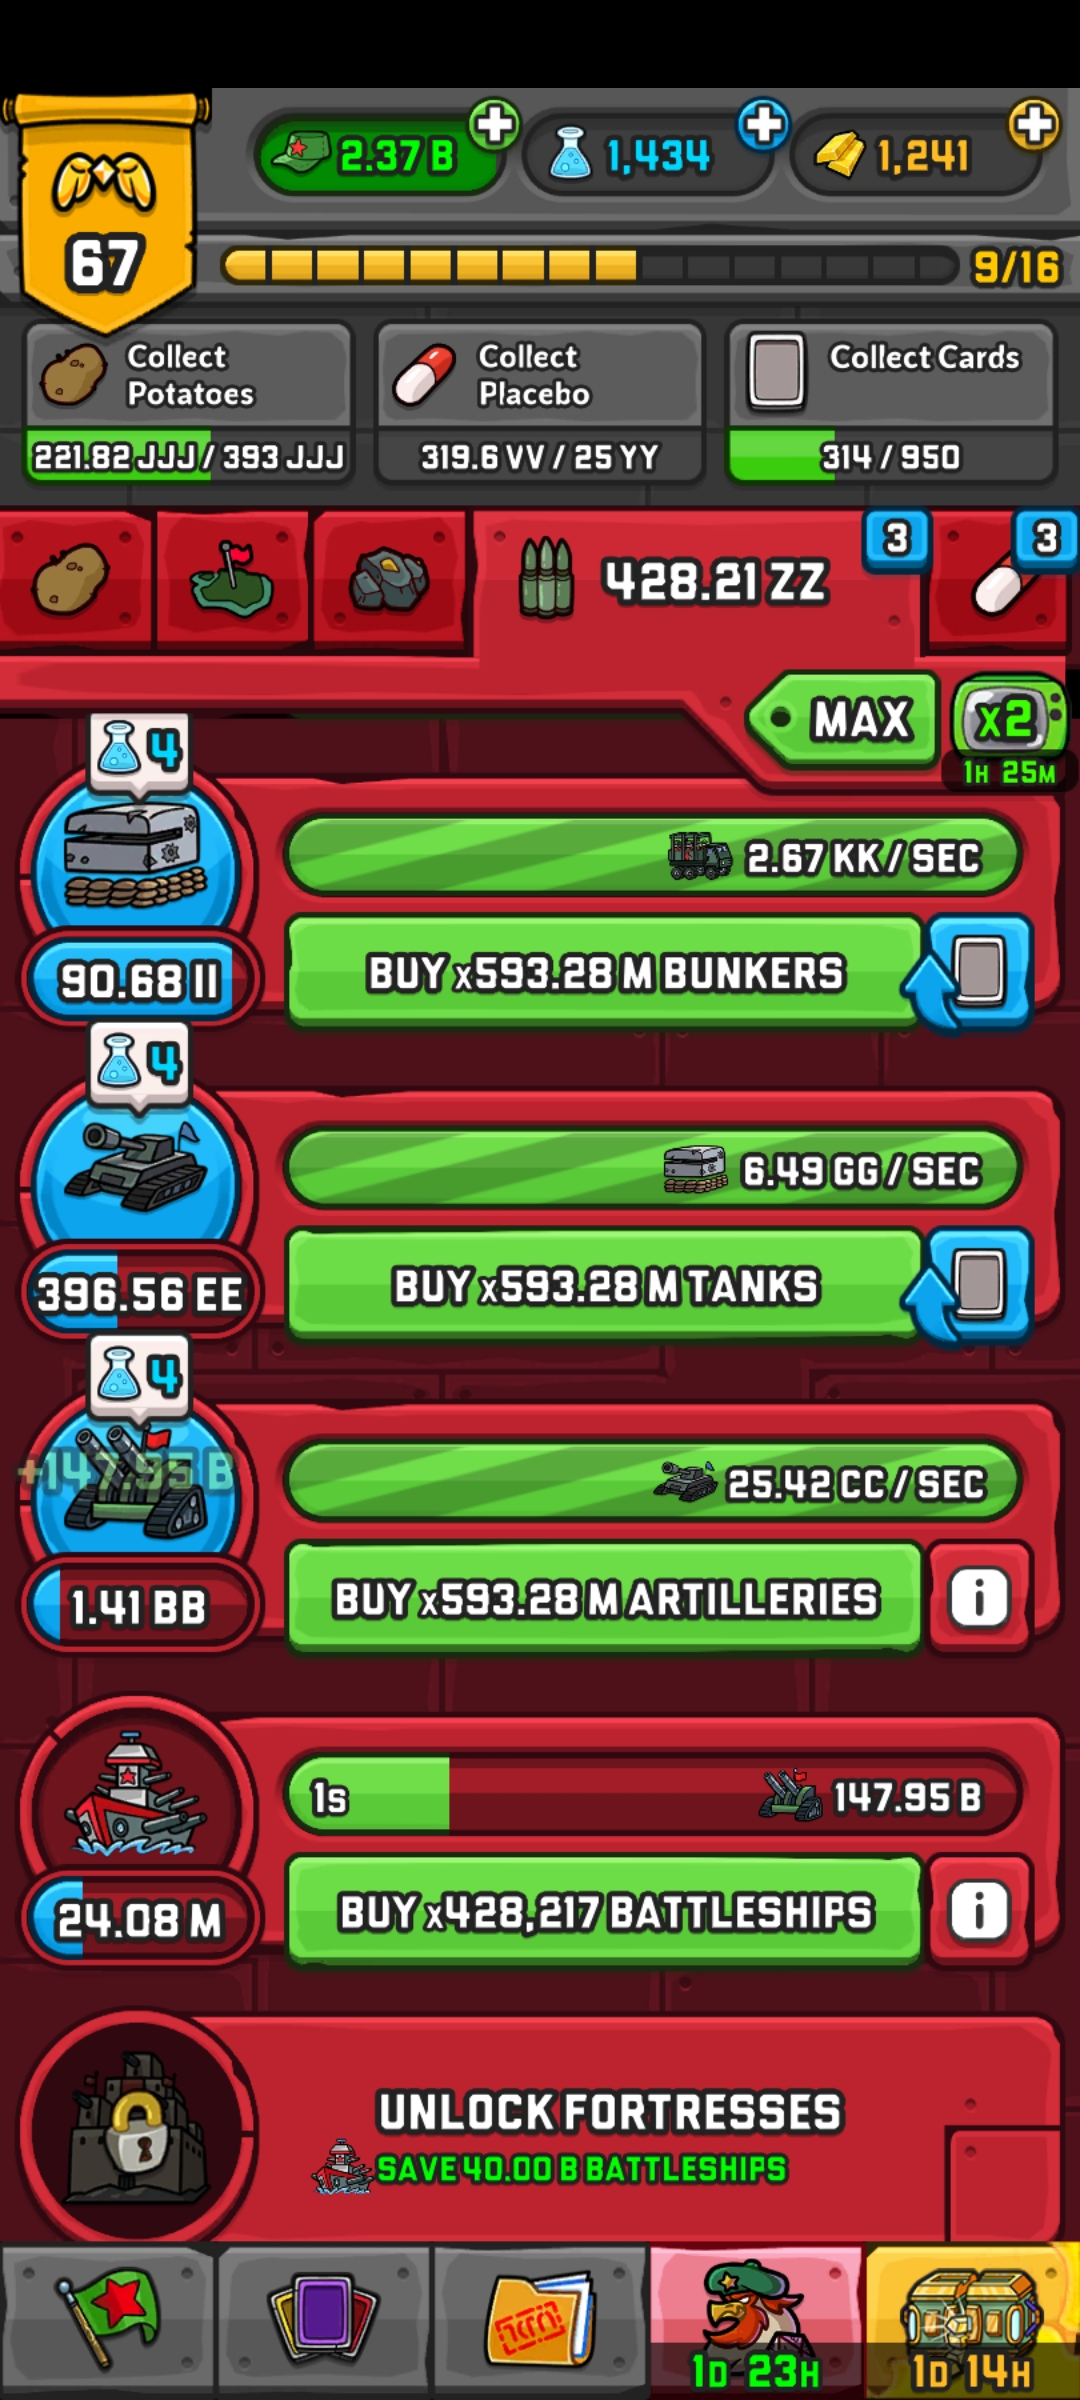 2.37 B
1,434
1,241
67
9/16
Collect
Potatoes
221.82 JJJ / 393 JJJ
Collect
Placebo
319.6 VV / 25 YY
Collect Cards
314 / 950
428.21 ZZ
3
3
MAX
x2
1H 25M
4
2.67 KK / SEC
90.68 II
BUY x593.28 M BUNKERS
4
6.49 GG / SEC
396.56 EE
BUY x593.28 M TANKS
4
+147.95 B
25.42 CC / SEC
1.41 BB
BUY x593.28 M ARTILLERIES
i
1s
147.95 B
24.08 M
BUY x428,217 BATTLESHIPS
i
UNLOCK FORTRESSES
SAVE 40.00 B BATTLESHIPS
1D 23H
1D 14H